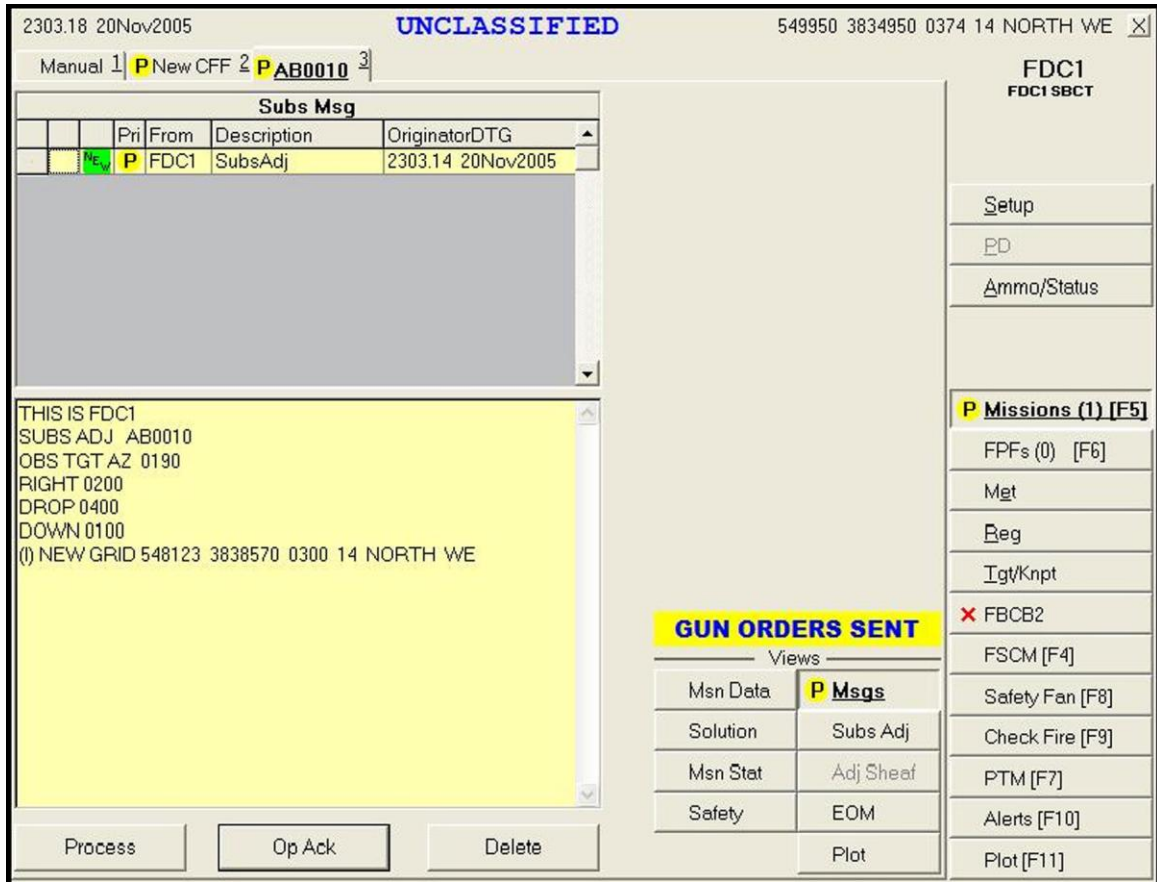 2303.18 20Nov2005 UNCLASSIFIED 549950 3834950 0374 14 NORTH WE X
Manual 1 P New CFF 2 P AB0010 3
FDC1
FDC1 SBCT
Subs Msg
Pri From Description OriginatorDTG
NEW P FDC1 SubsAdj 2303.14 20Nov2005
Setup
PD
Ammo/Status
THIS IS FDC1
SUBS ADJ AB0010
OBS TGT AZ 0190
RIGHT 0200
DROP 0400
DOWN 0100
(I) NEW GRID 548123 3838570 0300 14 NORTH WE
Process Op Ack Delete
GUN ORDERS SENT
Views
Msn Data P Msgs
Solution Subs Adj
Msn Stat Adj Sheaf
Safety EOM
Plot
P Missions (1) [F5]
FPFs (0) [F6]
Met
Reg
Tgt/Knpt
FBCB2
FSCM [F4]
Safety Fan [F8]
Check Fire [F9]
PTM [F7]
Alerts [F10]
Plot [F11]